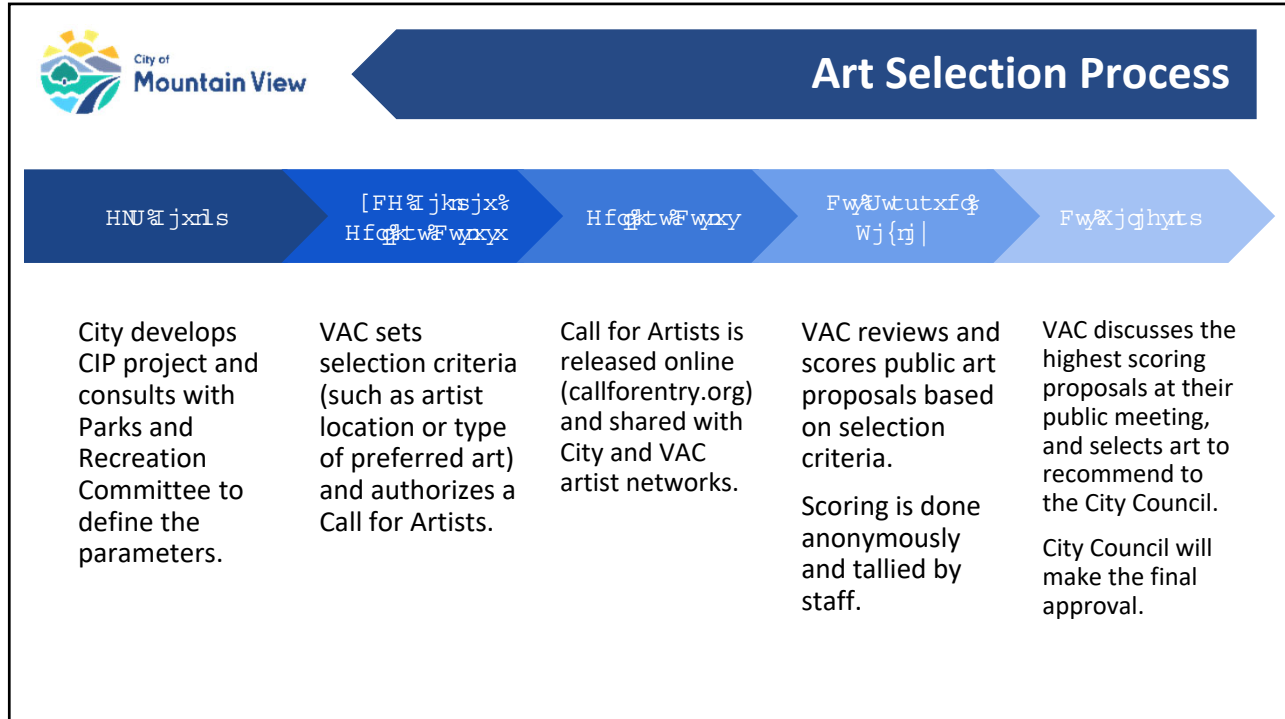 City of
Mountain View
Art Selection Process
City develops
CIP project and
consults with
Parks and
Recreation
Committee to
define the
parameters.
VAC sets
selection criteria
(such as artist
location or type
of preferred art)
and authorizes a
Call for Artists.
Call for Artists is
released online
(callforentry.org)
and shared with
City and VAC
artist networks.
VAC reviews and
scores public art
proposals based
on selection
criteria.
Scoring is done
anonymously
and tallied by
staff.
VAC discusses the
highest scoring
proposals at their
public meeting,
and selects art to
recommend to
the City Council.
City Council will
make the final
approval.